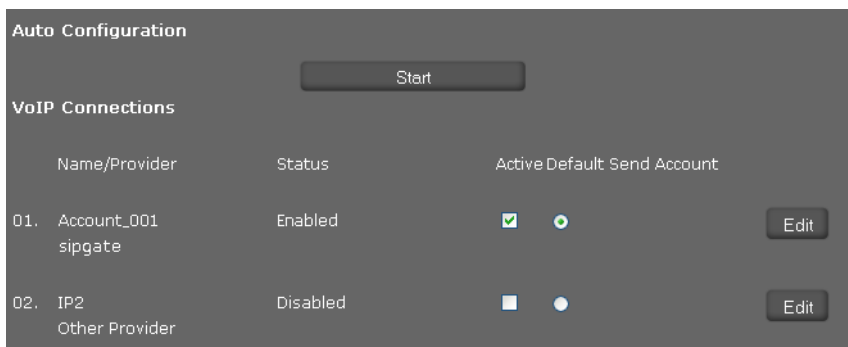 Auto Configuration
Start
VoIP Connections
Name/Provider Status Active Default Send Account
01. Account_001 Enabled Edit
sipgate
02. IP2 Disabled Edit
Other Provider